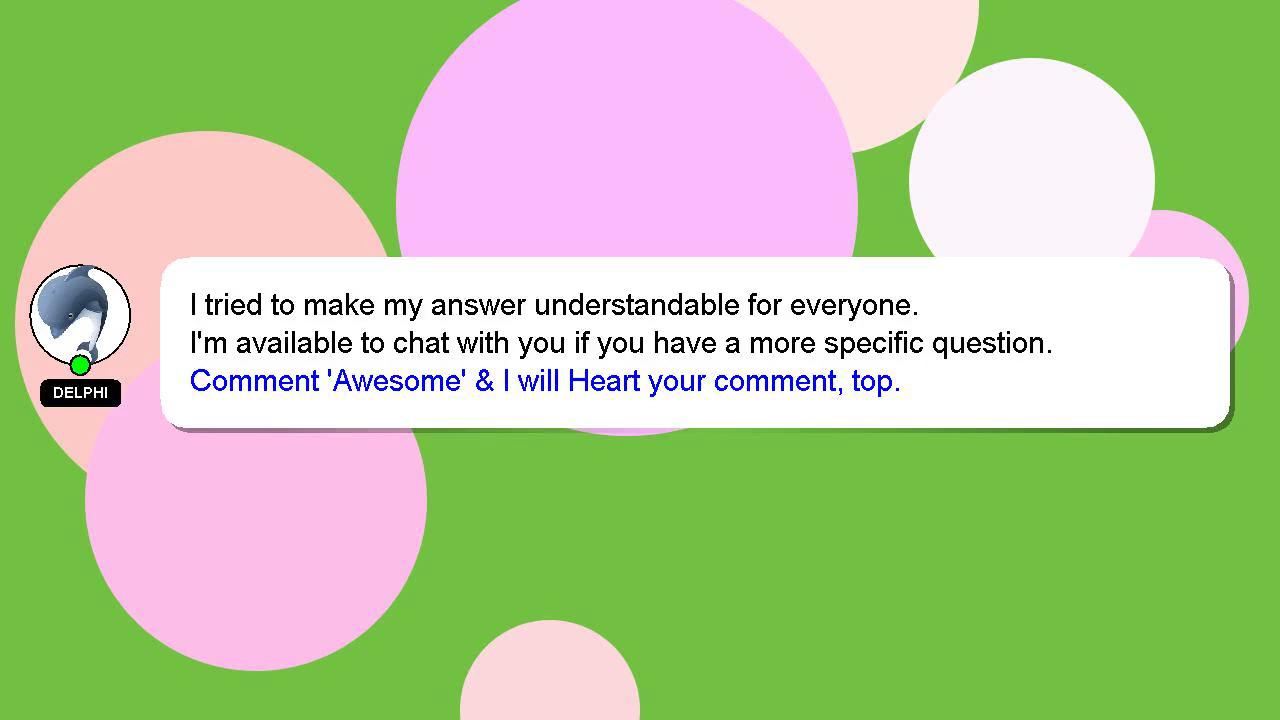 I tried to make my answer understandable for everyone.
I'm available to chat with you if you have a more specific question.
Comment 'Awesome' & I will Heart your comment, top.
DELPHI